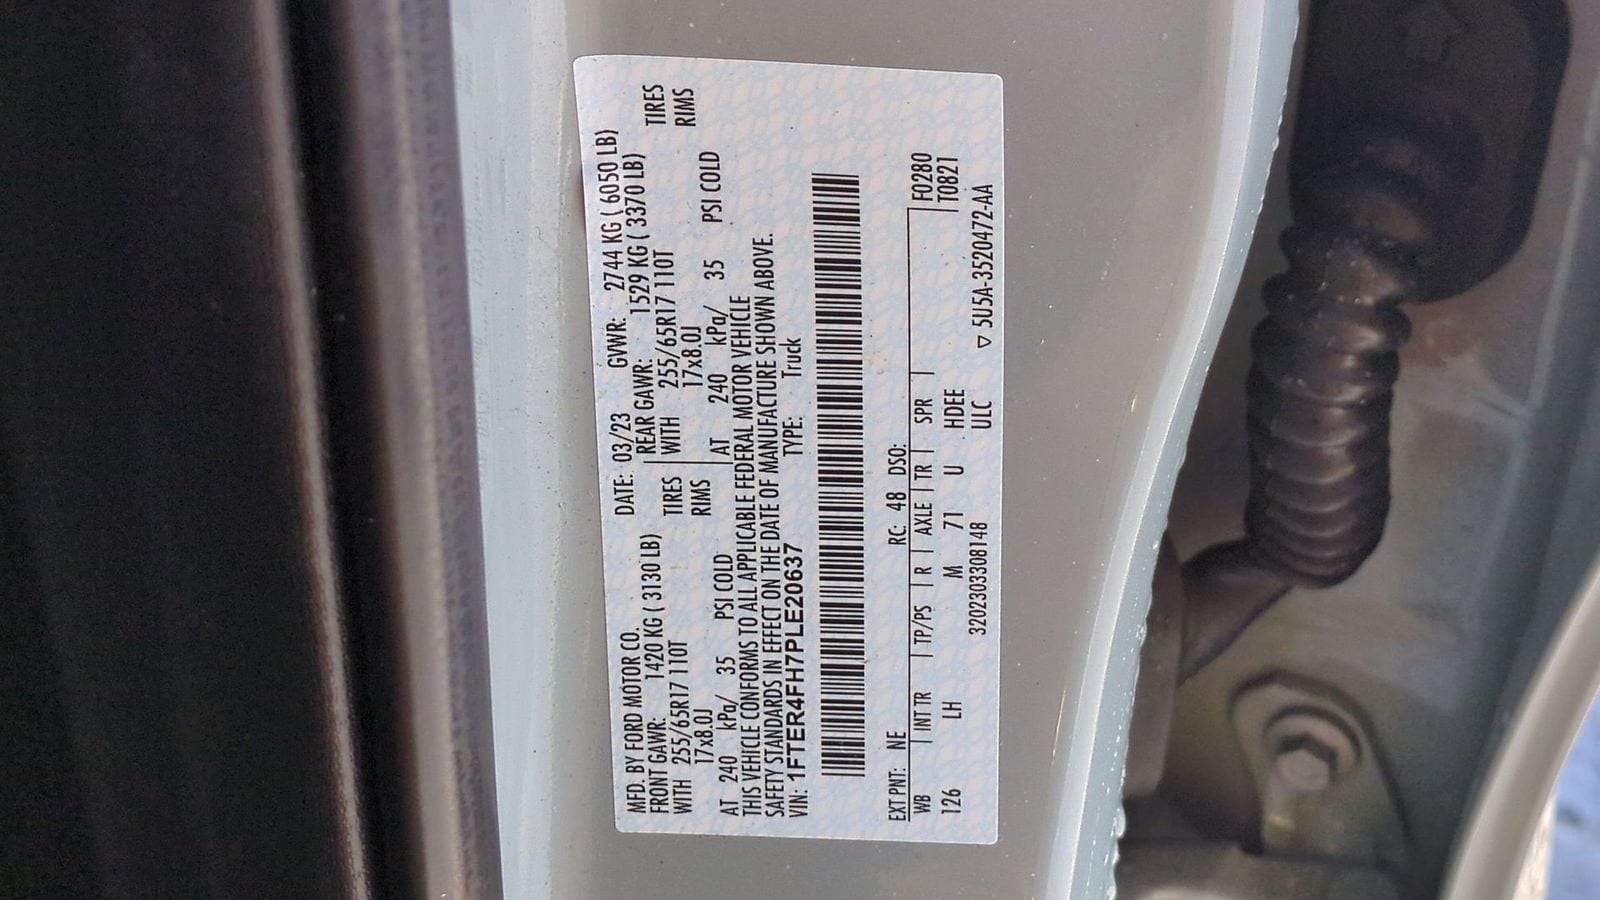 MFD. BY FORD MOTOR CO. DATE: 03/23 GVWR: 2744 KG ( 6050 LB)
FRONT GAWR: 1420 KG ( 3130 LB) REAR GAWR: 1529 KG ( 3370 LB)
WITH 255/65R17 110T TIRES WITH 255/65R17 110T TIRES
17x8.0J RIMS 17x8.0J RIMS
AT 240 kPa/ 35 PSI COLD AT 240 kPa/ 35 PSI COLD
THIS VEHICLE CONFORMS TO ALL APPLICABLE FEDERAL MOTOR VEHICLE
SAFETY STANDARDS IN EFFECT ON THE DATE OF MANUFACTURE SHOWN ABOVE.
VIN: 1FTER4FH7PLE20637 TYPE: Truck
EXT PNT: NE RC: 48 DSO: F0280
WB | INT TR | TP/PS | R | AXLE | TR | SPR | T0821
126 LH M 71 U HDEE
3202303308148 ULC ▽ 5U5A-3520472-AA